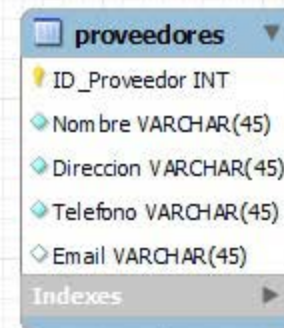 proveedores
ID_Proveedor INT
Nombre VARCHAR(45)
Direccion VARCHAR(45)
Telefono VARCHAR(45)
Email VARCHAR(45)
Indexes